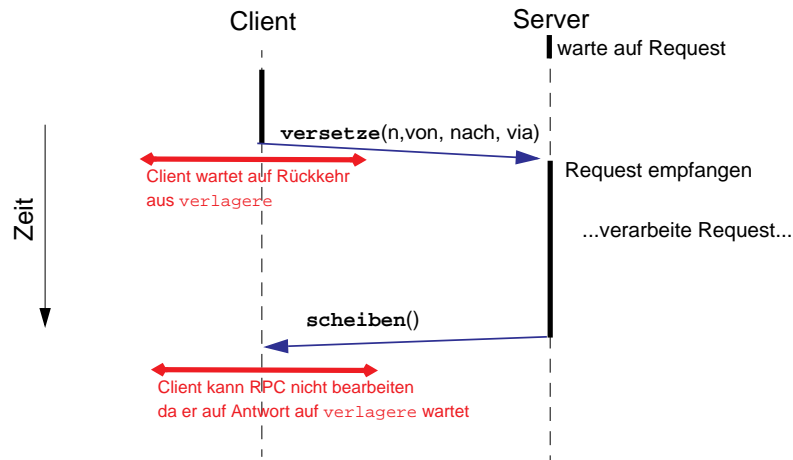 Client
Server
warte auf Request
versetze(n,von, nach, via)
Client wartet auf Rückkehr
aus verlagere
Request empfangen
Zeit
...verarbeite Request...
scheiben()
Client kann RPC nicht bearbeiten
da er auf Antwort auf verlagere wartet